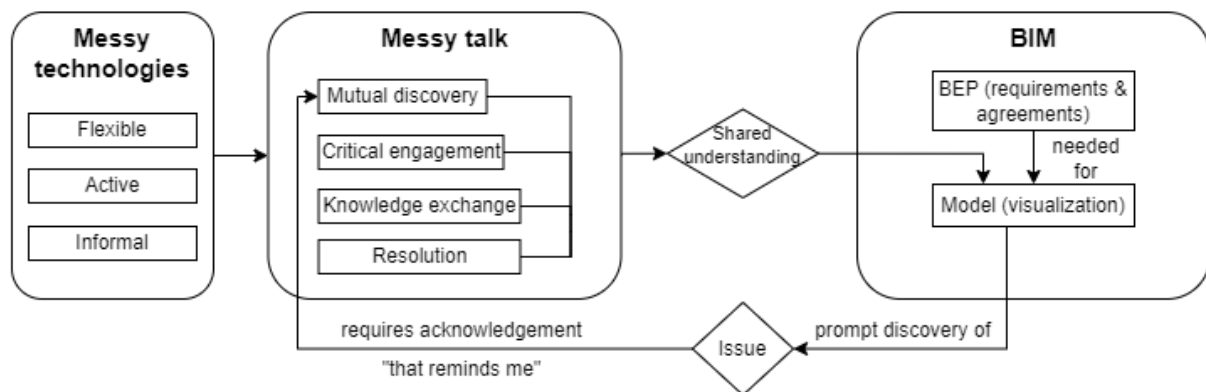 Messy
technologies
Flexible
Active
Informal
Messy talk
Mutual discovery
Critical engagement
Knowledge exchange
Resolution
Shared
understanding
BIM
BEP (requirements &
agreements)
needed
for
Model (visualization)
prompt discovery of
Issue
requires acknowledgement
"that reminds me"